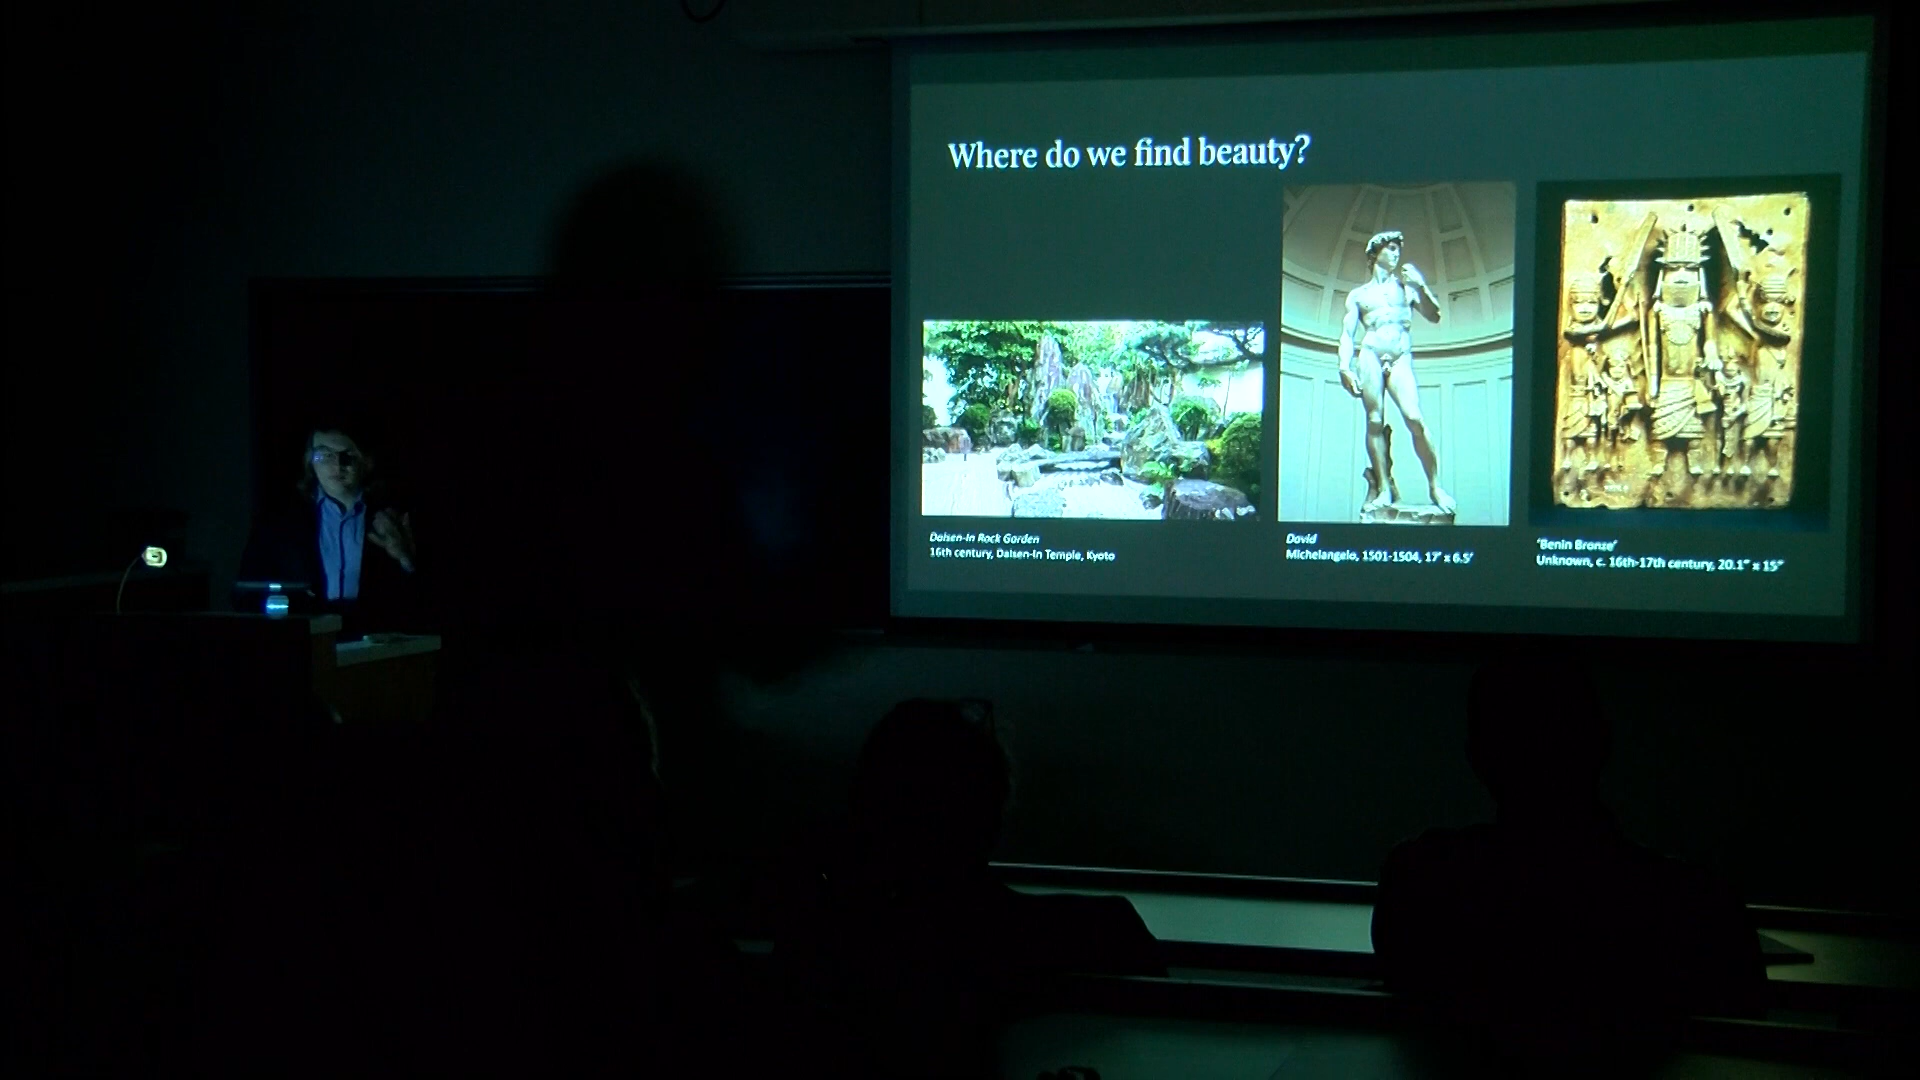 Where do we find beauty?
Daisen-In Rock Garden
16th century, Daisen-In Temple, Kyoto
David
Michelangelo, 1501-1504, 17' x 6.5'
'Benin Bronze'
Unknown, c. 16th-17th century, 20.1" x 15"